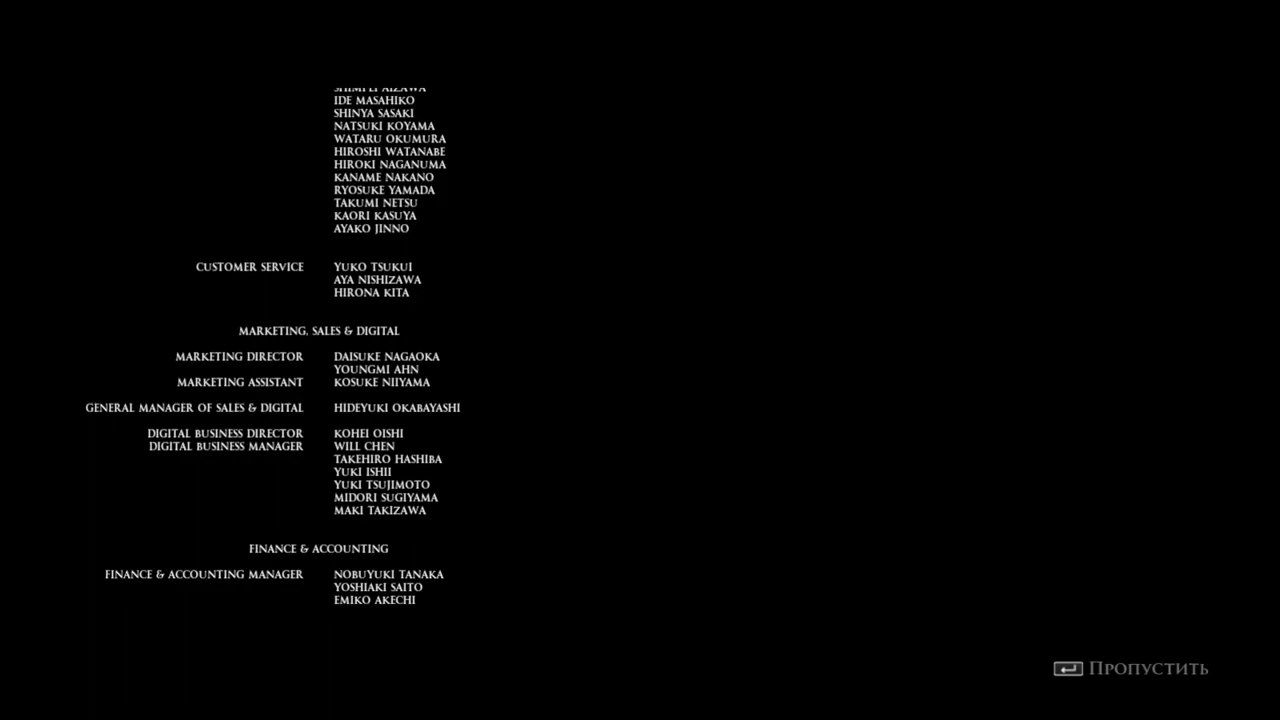 IDE MASAHIKO
SHINYA SASAKI
NATSUKI KOYAMA
WATARU OKUMURA
HIROSHI WATANABE
HIROKI NAGANUMA
KANAME NAKANO
RYOSUKE YAMADA
TAKUMI NETSU
KAORI KASUYA
AYAKO JINNO
CUSTOMER SERVICE YUKO TSUKUI
AYA NISHIZAWA
HIRONA KITA
MARKETING, SALES & DIGITAL
MARKETING DIRECTOR DAISUKE NAGAOKA
YOUNGMI AHN
MARKETING ASSISTANT KOSUKE NIIYAMA
GENERAL MANAGER OF SALES & DIGITAL HIDEYUKI OKABAYASHI
DIGITAL BUSINESS DIRECTOR KOHEI OISHI
DIGITAL BUSINESS MANAGER WILL CHEN
TAKEHIRO HASHIBA
YUKI ISHII
YUKI TSUJIMOTO
MIDORI SUGIYAMA
MAKI TAKIZAWA
FINANCE & ACCOUNTING
FINANCE & ACCOUNTING MANAGER NOBUYUKI TANAKA
YOSHIAKI SAITO
EMIKO AKECHI
ПРОПУСТИТЬ